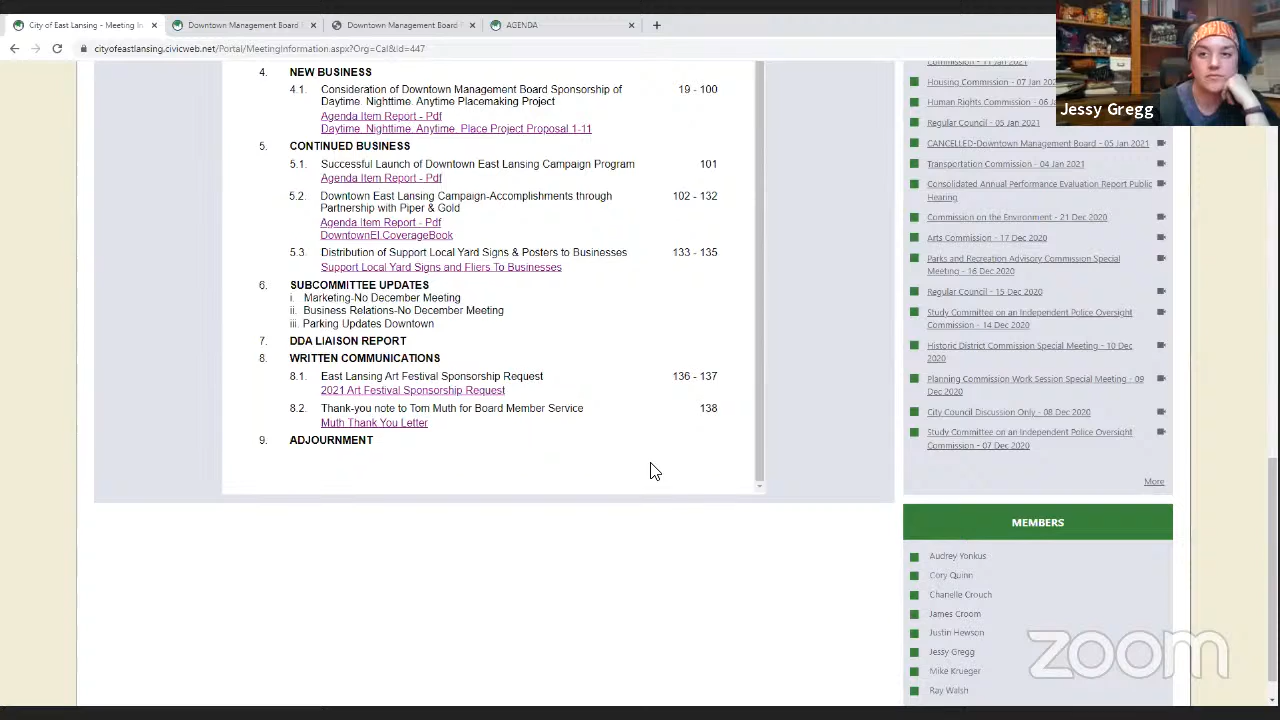 City of East Lansing - Meeting In
Downtown Management Board
Downtown Management Board
AGENDA
cityofeastlansing.civicweb.net/Portal/MeetingInformation.aspx?Org=Cal&Id=447
4. NEW BUSINESS
4.1. Consideration of Downtown Management Board Sponsorship of 19 - 100
Daytime. Nighttime. Anytime Placemaking Project
Agenda Item Report - Pdf
Daytime. Nighttime. Anytime. Place Project Proposal 1-11
5. CONTINUED BUSINESS
5.1. Successful Launch of Downtown East Lansing Campaign Program 101
Agenda Item Report - Pdf
5.2. Downtown East Lansing Campaign-Accomplishments through 102 - 132
Partnership with Piper & Gold
Agenda Item Report - Pdf
DowntownEl.CoverageBook
5.3. Distribution of Support Local Yard Signs & Posters to Businesses 133 - 135
Support Local Yard Signs and Fliers To Businesses
6. SUBCOMMITTEE UPDATES
i. Marketing-No December Meeting
ii. Business Relations-No December Meeting
iii. Parking Updates Downtown
7. DDA LIAISON REPORT
8. WRITTEN COMMUNICATIONS
8.1. East Lansing Art Festival Sponsorship Request 136 - 137
2021 Art Festival Sponsorship Request
8.2. Thank-you note to Tom Muth for Board Member Service 138
Muth Thank You Letter
9. ADJOURNMENT
Commission - 11 Jan 2021
Housing Commission - 07 Jan 202
Human Rights Commission - 06 J
Regular Council - 05 Jan 2021
CANCELLED-Downtown Management Board - 05 Jan 2021
Transportation Commission - 04 Jan 2021
Consolidated Annual Performance Evaluation Report Public
Hearing
Commission on the Environment - 21 Dec 2020
Arts Commission - 17 Dec 2020
Parks and Recreation Advisory Commission Special
Meeting - 16 Dec 2020
Regular Council - 15 Dec 2020
Study Committee on an Independent Police Oversight
Commission - 14 Dec 2020
Historic District Commission Special Meeting - 10 Dec
2020
Planning Commission Work Session Special Meeting - 09
Dec 2020
City Council Discussion Only - 08 Dec 2020
Study Committee on an Independent Police Oversight
Commission - 07 Dec 2020
More
MEMBERS
Audrey Yonkus
Cory Quinn
Chanelle Crouch
James Croom
Justin Hewson
Jessy Gregg
Mike Krueger
Ray Walsh
Jessy Gregg
zoom